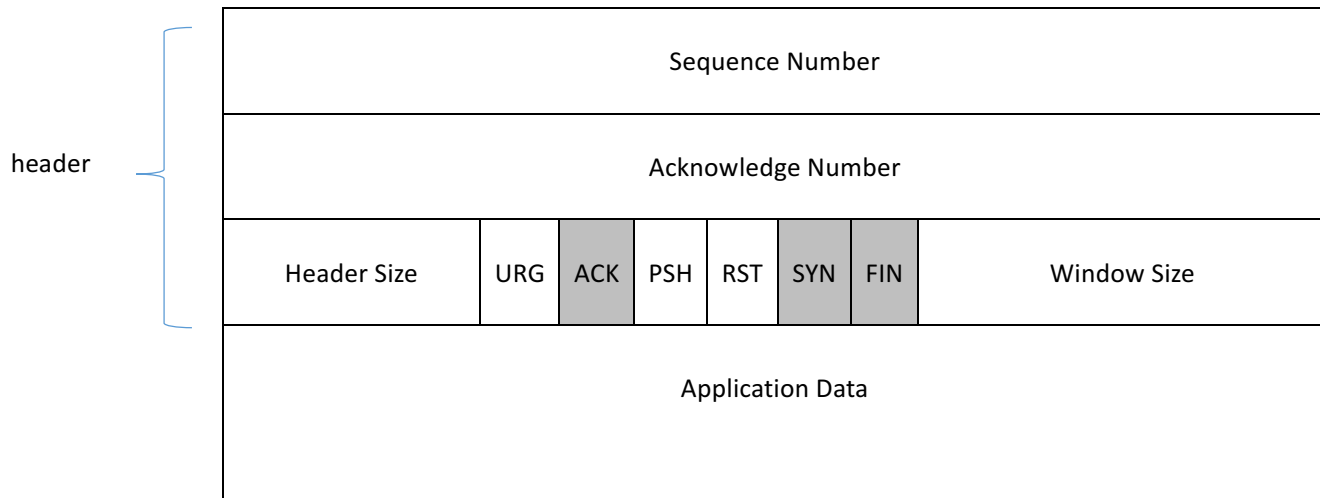 Sequence Number
header
Acknowledge Number
Header Size URG ACK PSH RST SYN FIN Window Size
Application Data